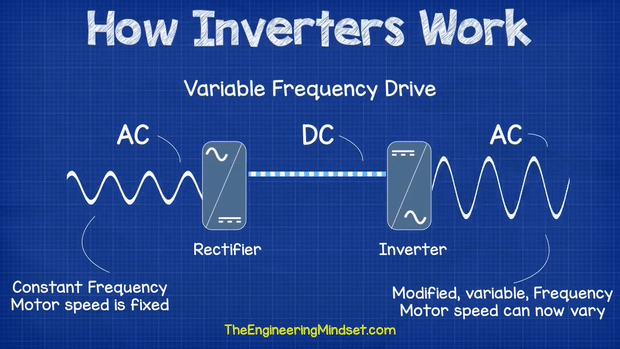 How Inverters Work
Variable Frequency Drive
AC
DC
AC
Rectifier
Inverter
Constant Frequency
Motor speed is fixed
Modified, variable, Frequency
Motor speed can now vary
TheEngineeringMindset.com